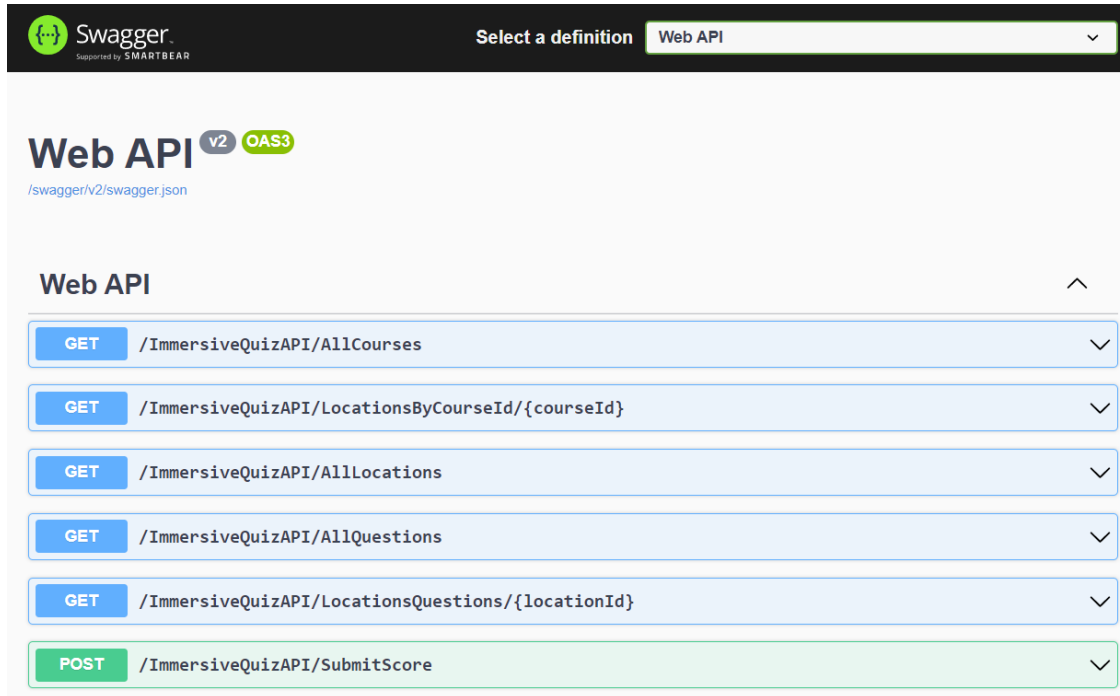 {···} Swagger.
Supported by SMARTBEAR
Select a definition Web API
Web API v2 OAS3
/swagger/v2/swagger.json
Web API
GET /ImmersiveQuizAPI/AllCourses
GET /ImmersiveQuizAPI/LocationsByCourseId/{courseId}
GET /ImmersiveQuizAPI/AllLocations
GET /ImmersiveQuizAPI/AllQuestions
GET /ImmersiveQuizAPI/LocationsQuestions/{locationId}
POST /ImmersiveQuizAPI/SubmitScore